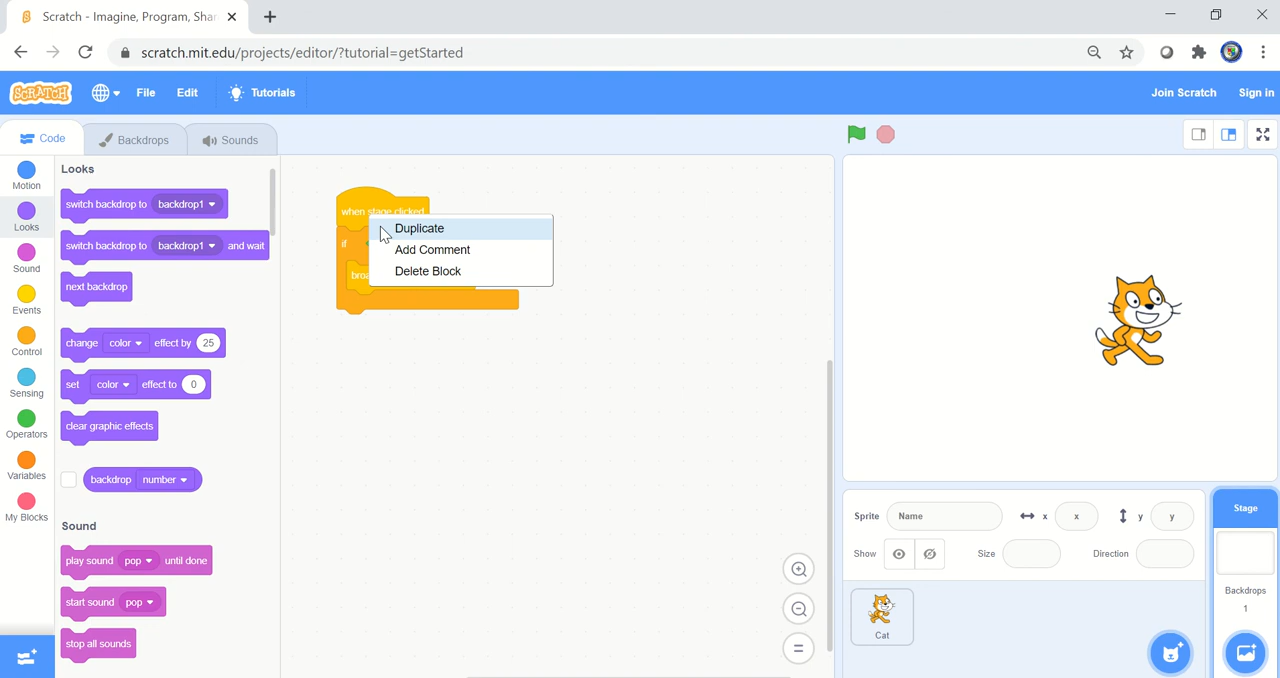 Scratch - Imagine, Program, Shar
scratch.mit.edu/projects/editor/?tutorial=getStarted
SCRATCH File Edit Tutorials Join Scratch Sign in
Code Backdrops Sounds
Motion
Looks
Sound
Events
Control
Sensing
Operators
Variables
My Blocks
Looks
switch backdrop to backdrop1
switch backdrop to backdrop1 and wait
next backdrop
change color effect by 25
set color effect to 0
clear graphic effects
backdrop number
Sound
play sound pop until done
start sound pop
stop all sounds
when stage clicked
if
broa
Duplicate
Add Comment
Delete Block
Sprite Name x x y y
Show Size Direction
Cat
Stage
Backdrops
1